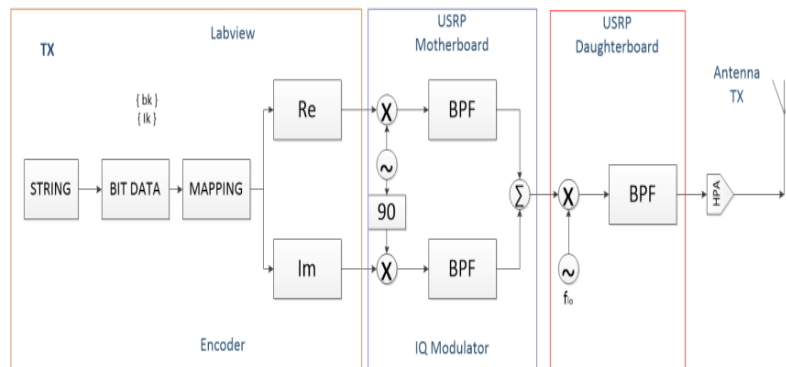 TX
Labview
USRP
Motherboard
USRP
Daughterboard
Antenna
TX
{ bk }
{ Ik }
STRING
BIT DATA
MAPPING
Re
Im
X
~
90
X
BPF
BPF
Σ
X
~
flo
BPF
HPA
Encoder
IQ Modulator